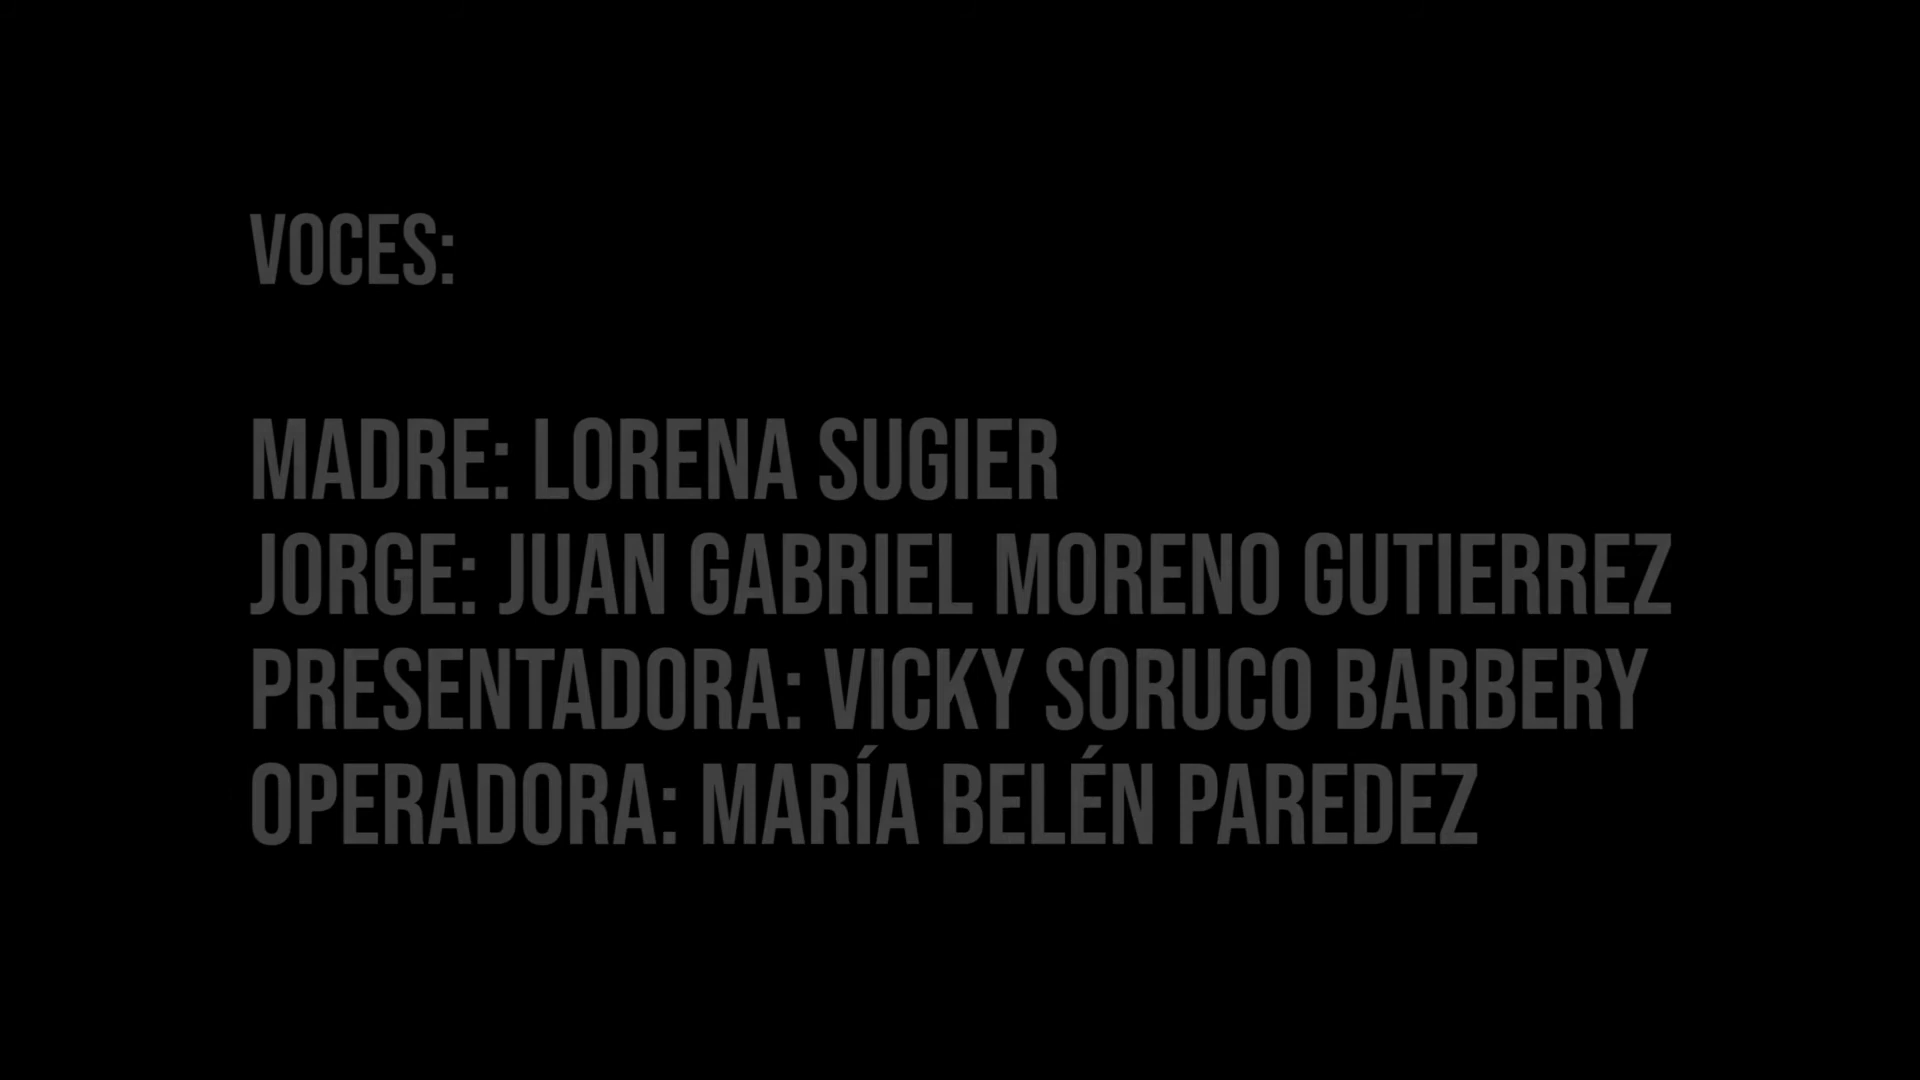 VOCES:
MADRE: LORENA SUGIER
JORGE: JUAN GABRIEL MORENO GUTIERREZ
PRESENTADORA: VICKY SORUCO BARBERY
OPERADORA: MARÍA BELÉN PAREDEZ